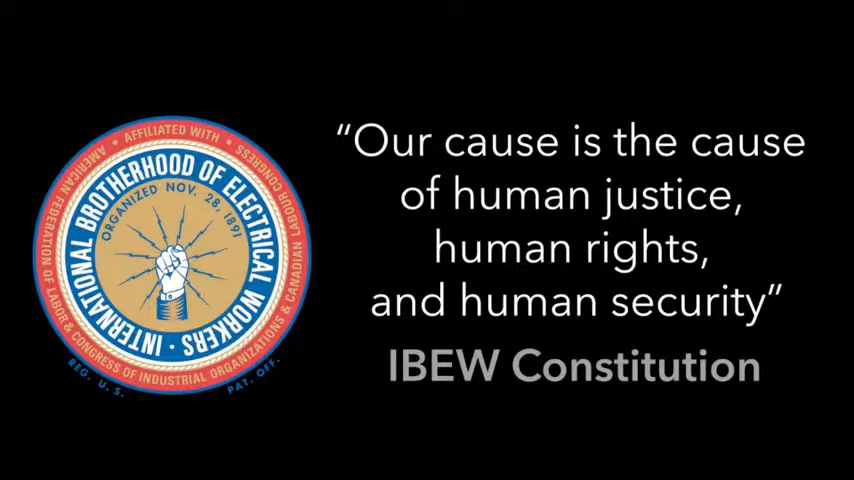 AFFILIATED WITH
AMERICAN FEDERATION OF LABOR & CONGRESS OF INDUSTRIAL ORGANIZATIONS & CANADIAN LABOUR CONGRESS
INTERNATIONAL BROTHERHOOD OF ELECTRICAL WORKERS
ORGANIZED NOV. 28, 1891
REG. U. S. PAT. OFF.
“Our cause is the cause
of human justice,
human rights,
and human security”
IBEW Constitution